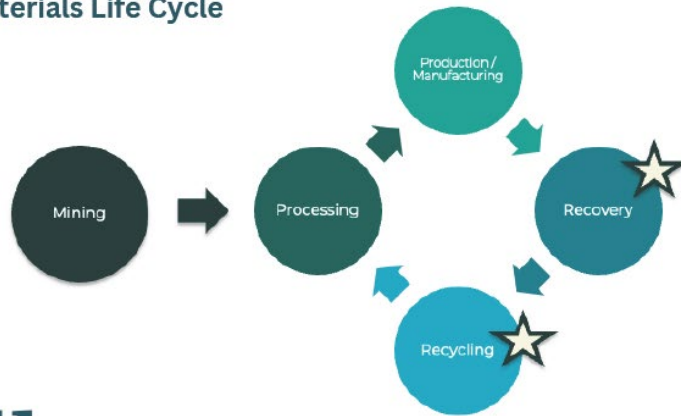 terials Life Cycle
Production/
Manufacturing
Mining
Processing
Recovery
Recycling